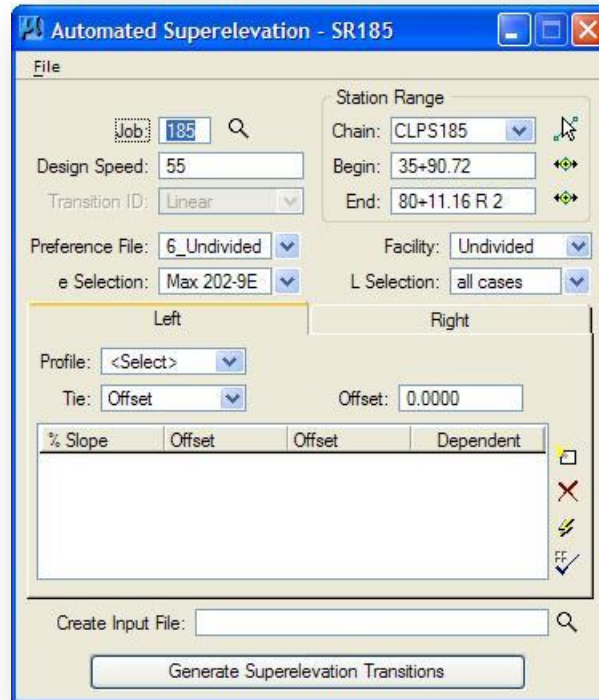 Automated Superelevation - SR185
File
Job: 185
Design Speed: 55
Transition ID: Linear
Station Range
Chain: CLPS185
Begin: 35+90.72
End: 80+11.16 R 2
Preference File: 6_Undivided
Facility: Undivided
e Selection: Max 202-9E
L Selection: all cases
Left
Right
Profile: <Select>
Tie: Offset
Offset: 0.0000
% Slope Offset Offset Dependent
FF
Create Input File:
Generate Superelevation Transitions